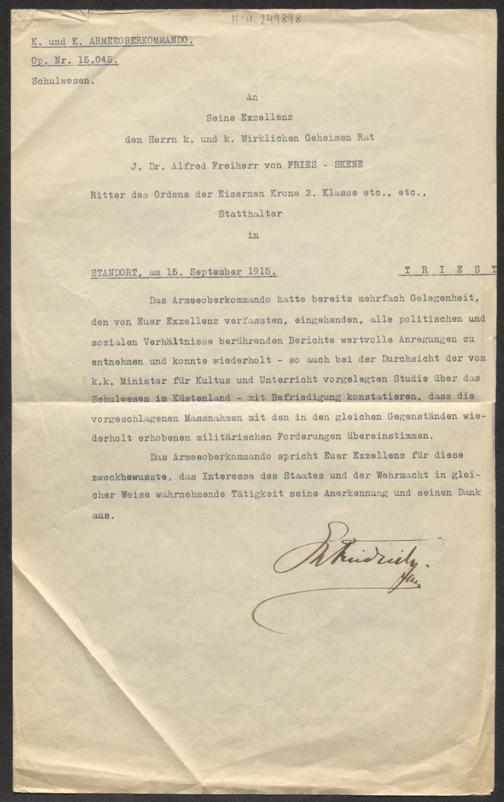 H.I.N. 249898
K. und K. ARMEEOBERKOMMANDO.
Op. Nr. 15.045.
Schulwesen.
An
Seine Exzellenz
den Herrn k. und k. Wirklichen Geheimen Rat
J. Dr. Alfred Freiherr von FRIES - SKENE
Ritter des Ordens der Eisernen Krone 2. Klasse etc., etc.,
Statthalter
in
STANDORT, am 15. September 1915. T R I E S T
Das Armeeoberkommando hatte bereits mehrfach Gelegenheit,
den von Euer Exzellenz verfassten, eingehenden, alle politischen und
sozialen Verhältnisse berührenden Berichte wertvolle Anregungen zu
entnehmen und konnte wiederholt - so auch bei der Durchsicht der vom
k.k. Minister für Kultus und Unterricht vorgelegten Studie über das
Schulwesen im Küstenland - mit Befriedigung konstatieren, dass die
vorgeschlagenen Massnahmen mit den in den gleichen Gegenständen wie-
derholt erhobenen militärischen Forderungen übereinstimmen.
Das Armeeoberkommando spricht Euer Exzellenz für diese
zweckbewusste, das Interesse des Staates und der Wehrmacht in glei-
cher Weise wahrnehmende Tätigkeit seine Anerkennung und seinen Dank
aus.
Friedrich